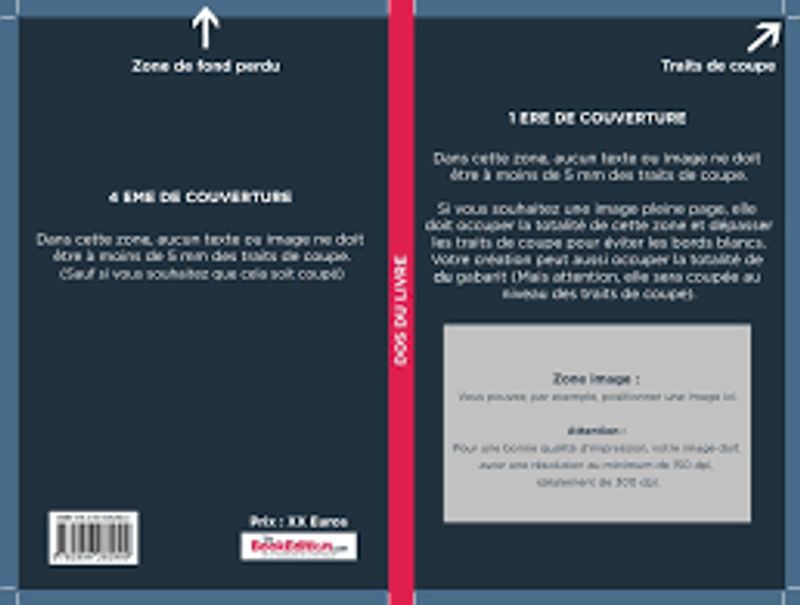 Zone de fond perdu
4 EME DE COUVERTURE
Dans cette zone, aucun texte ou image ne doit
être à moins de 5 mm des traits de coupe.
(Sauf si vous souhaitez que cela soit coupé)
Prix : XX Euros
BookEdition.com
DOS DU LIVRE
Traits de coupe
1 ERE DE COUVERTURE
Dans cette zone, aucun texte ou image ne doit
être à moins de 5 mm des traits de coupe.
Si vous souhaitez une image pleine page, elle
doit occuper la totalité de cette zone et dépasser
les traits de coupe pour éviter les bords blancs.
Votre création peut aussi occuper la totalité de
du gabarit (Mais attention, elle sera coupée au
niveau des traits de coupe).
Zone image :
Vous pouvez, par exemple, positionner une image ici.
Attention :
Pour une bonne qualité d'impression, votre image doit
avoir une résolution au minimum de 150 dpi,
idéalement de 300 dpi.